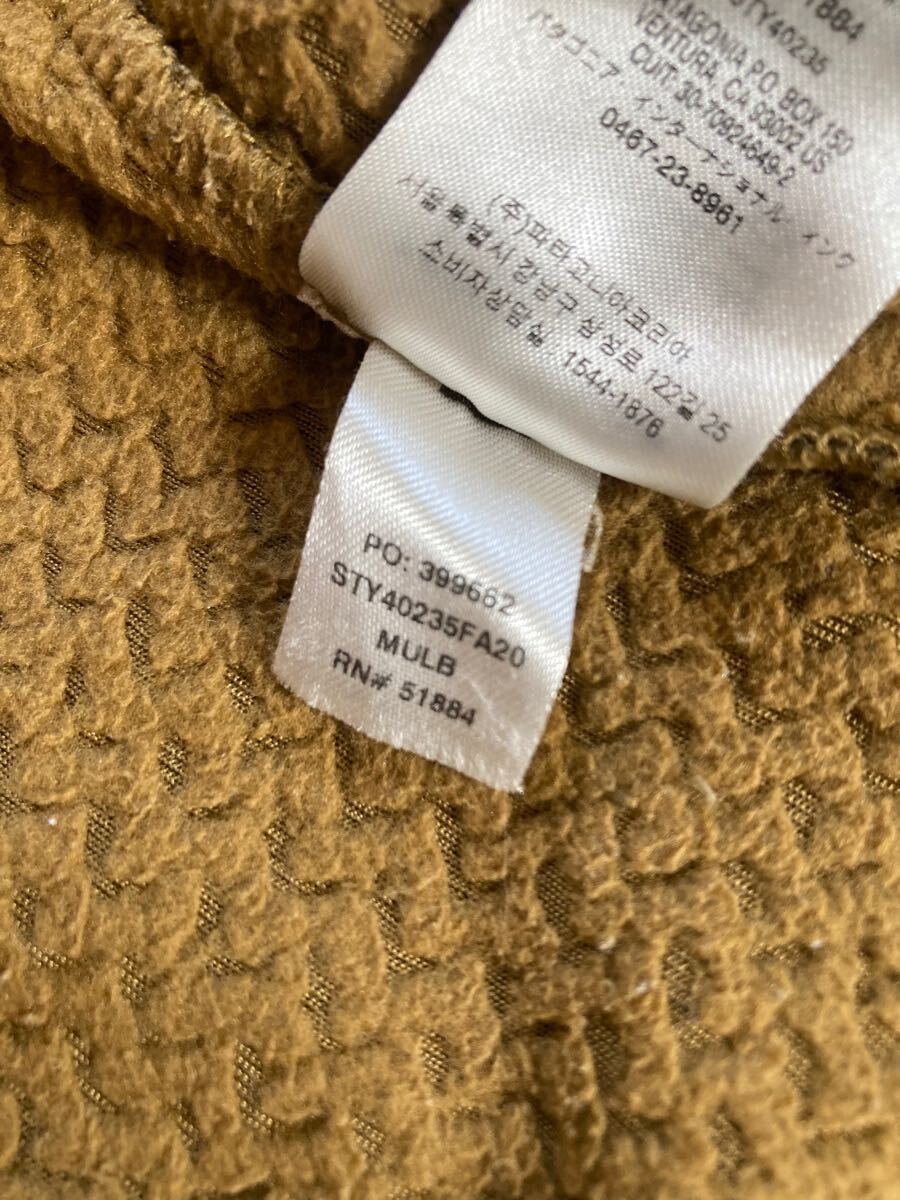 51884
STY40235
PATAGONIA P.O. BOX 150
VENTURA, CA 93002 US
CUIT: 30-70924649-2
パタゴニア.インターナショナル インク
0467-23-8961
(주)파타고니아코리아
서울특별시 강남구 삼성로 122길 25
소비자상담실. 1544-1876
PO: 399662
STY40235FA20
MULB
RN# 51884